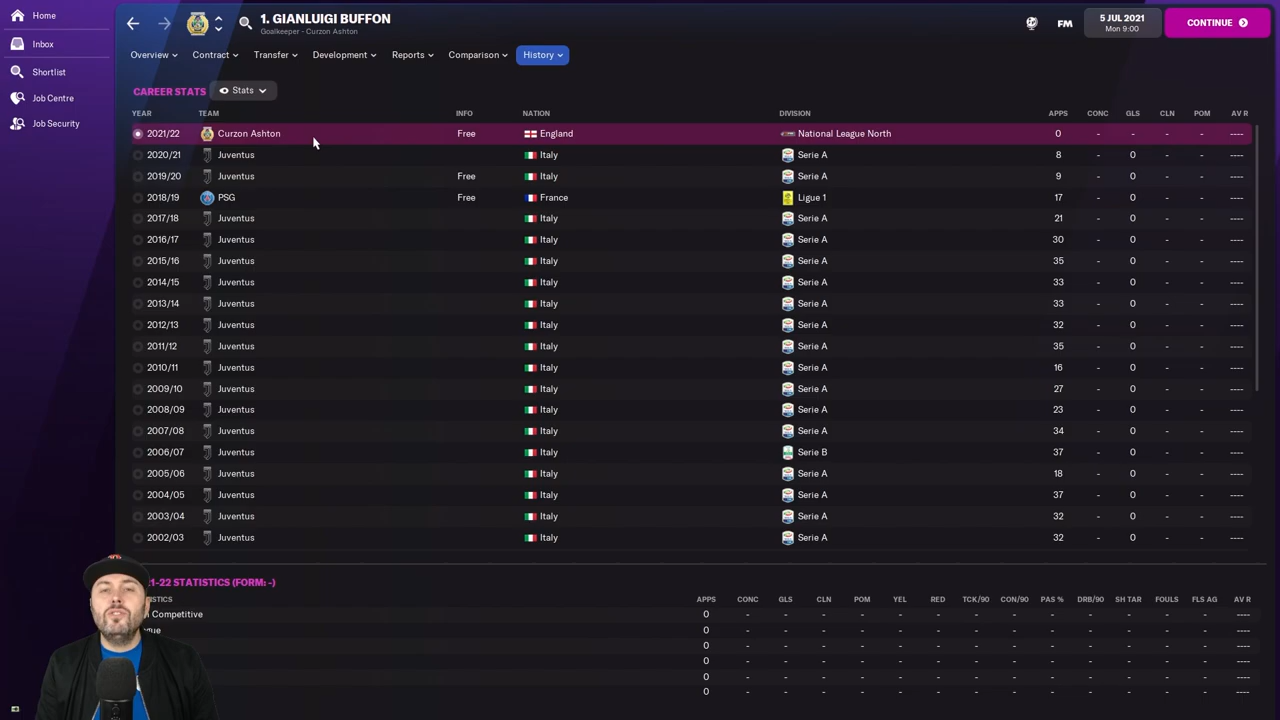 Home
Inbox
Shortlist
Job Centre
Job Security
1. GIANLUIGI BUFFON
Goalkeeper - Curzon Ashton
FM
5 JUL 2021
Mon 9:00
CONTINUE
Overview Contract Transfer Development Reports Comparison History
CAREER STATS Stats
YEAR TEAM INFO NATION DIVISION APPS CONC GLS CLN POM AV R
2021/22 Curzon Ashton Free England National League North 0 - - - - ----
2020/21 Juventus Italy Serie A 8 - 0 - - ----
2019/20 Juventus Free Italy Serie A 9 - 0 - - ----
2018/19 PSG Free France Ligue 1 17 - 0 - - ----
2017/18 Juventus Italy Serie A 21 - 0 - - ----
2016/17 Juventus Italy Serie A 30 - 0 - - ----
2015/16 Juventus Italy Serie A 35 - 0 - - ----
2014/15 Juventus Italy Serie A 33 - 0 - - ----
2013/14 Juventus Italy Serie A 33 - 0 - - ----
2012/13 Juventus Italy Serie A 32 - 0 - - ----
2011/12 Juventus Italy Serie A 35 - 0 - - ----
2010/11 Juventus Italy Serie A 16 - 0 - - ----
2009/10 Juventus Italy Serie A 27 - 0 - - ----
2008/09 Juventus Italy Serie A 23 - 0 - - ----
2007/08 Juventus Italy Serie A 34 - 0 - - ----
2006/07 Juventus Italy Serie B 37 - 0 - - ----
2005/06 Juventus Italy Serie A 18 - 0 - - ----
2004/05 Juventus Italy Serie A 37 - 0 - - ----
2003/04 Juventus Italy Serie A 32 - 0 - - ----
2002/03 Juventus Italy Serie A 32 - 0 - - ----
21-22 STATISTICS (FORM: -)
TISTICS APPS CONC GLS CLN POM YEL RED TCK/90 CON/90 PAS % DRB/90 SH TAR FOULS FLS AG AV R
Competitive 0 - - - - - - - - - - - - - -
ague 0 - - - - - - - - - - - - - -
0 - - - - - - - - - - - - - -
0 - - - - - - - - - - - - - -
0 - - - - - - - - - - - - - -
0 - - - - - - - - - - - - - -